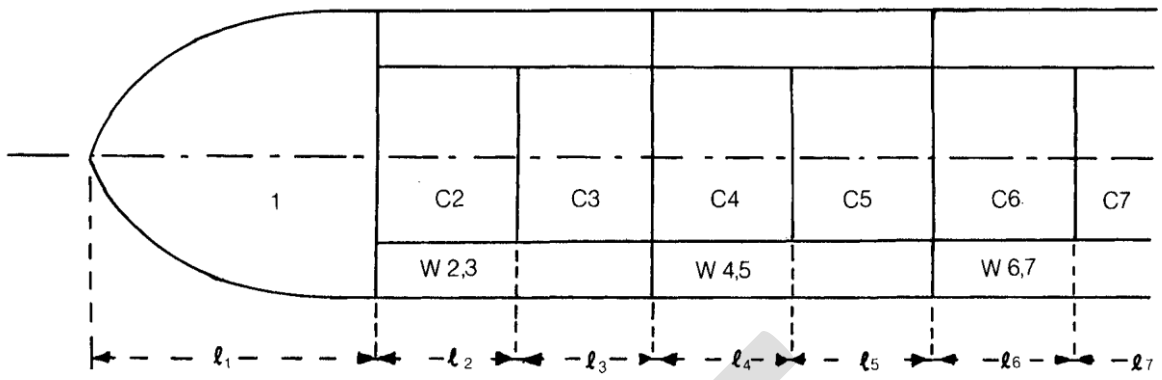 1 C2 C3 C4 C5 C6 C7
W 2,3 W 4,5 W 6,7
ℓ₁ ℓ₂ ℓ₃ ℓ₄ ℓ₅ ℓ₆ ℓ₇